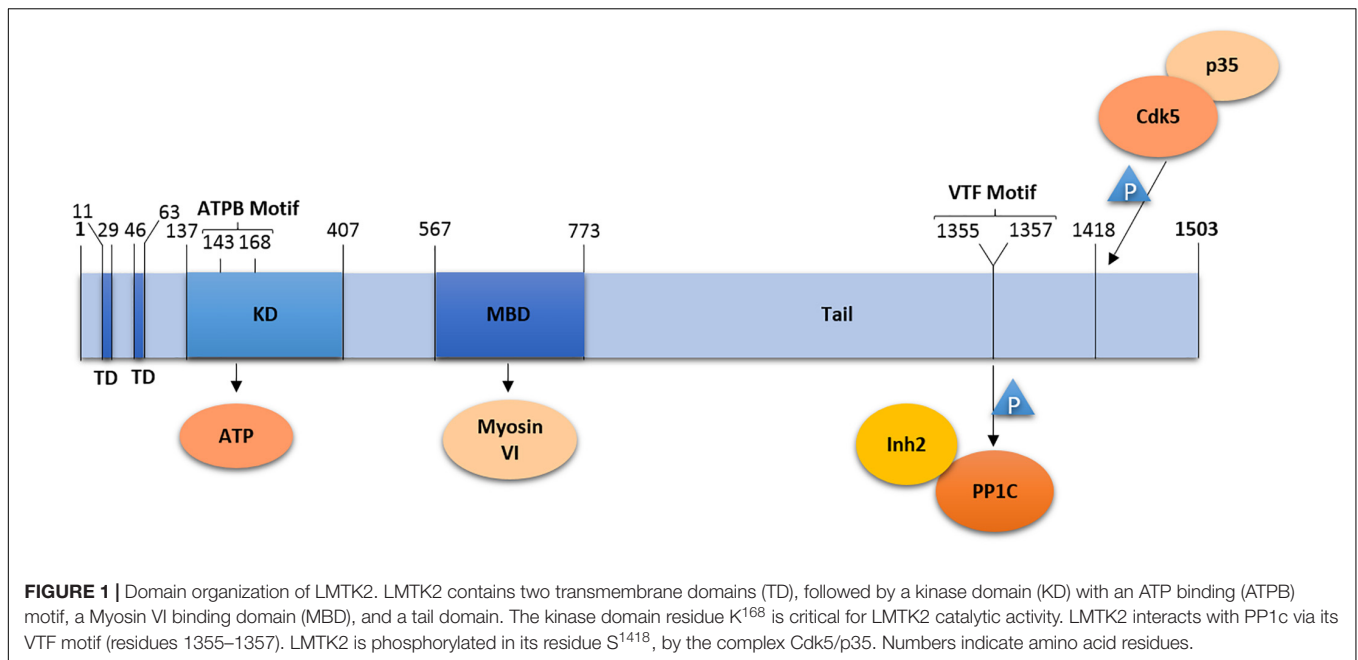 p35
Cdk5
P
11
1
29
46
63
137
ATPB Motif
143 168
407
567
773
VTF Motif
1355 1357
1418
1503
KD
MBD
Tail
TD
TD
ATP
Myosin
VI
P
Inh2
PP1C
FIGURE 1 | Domain organization of LMTK2. LMTK2 contains two transmembrane domains (TD), followed by a kinase domain (KD) with an ATP binding (ATPB)
motif, a Myosin VI binding domain (MBD), and a tail domain. The kinase domain residue K¹⁶⁸ is critical for LMTK2 catalytic activity. LMTK2 interacts with PP1c via its
VTF motif (residues 1355–1357). LMTK2 is phosphorylated in its residue S¹⁴¹⁸, by the complex Cdk5/p35. Numbers indicate amino acid residues.